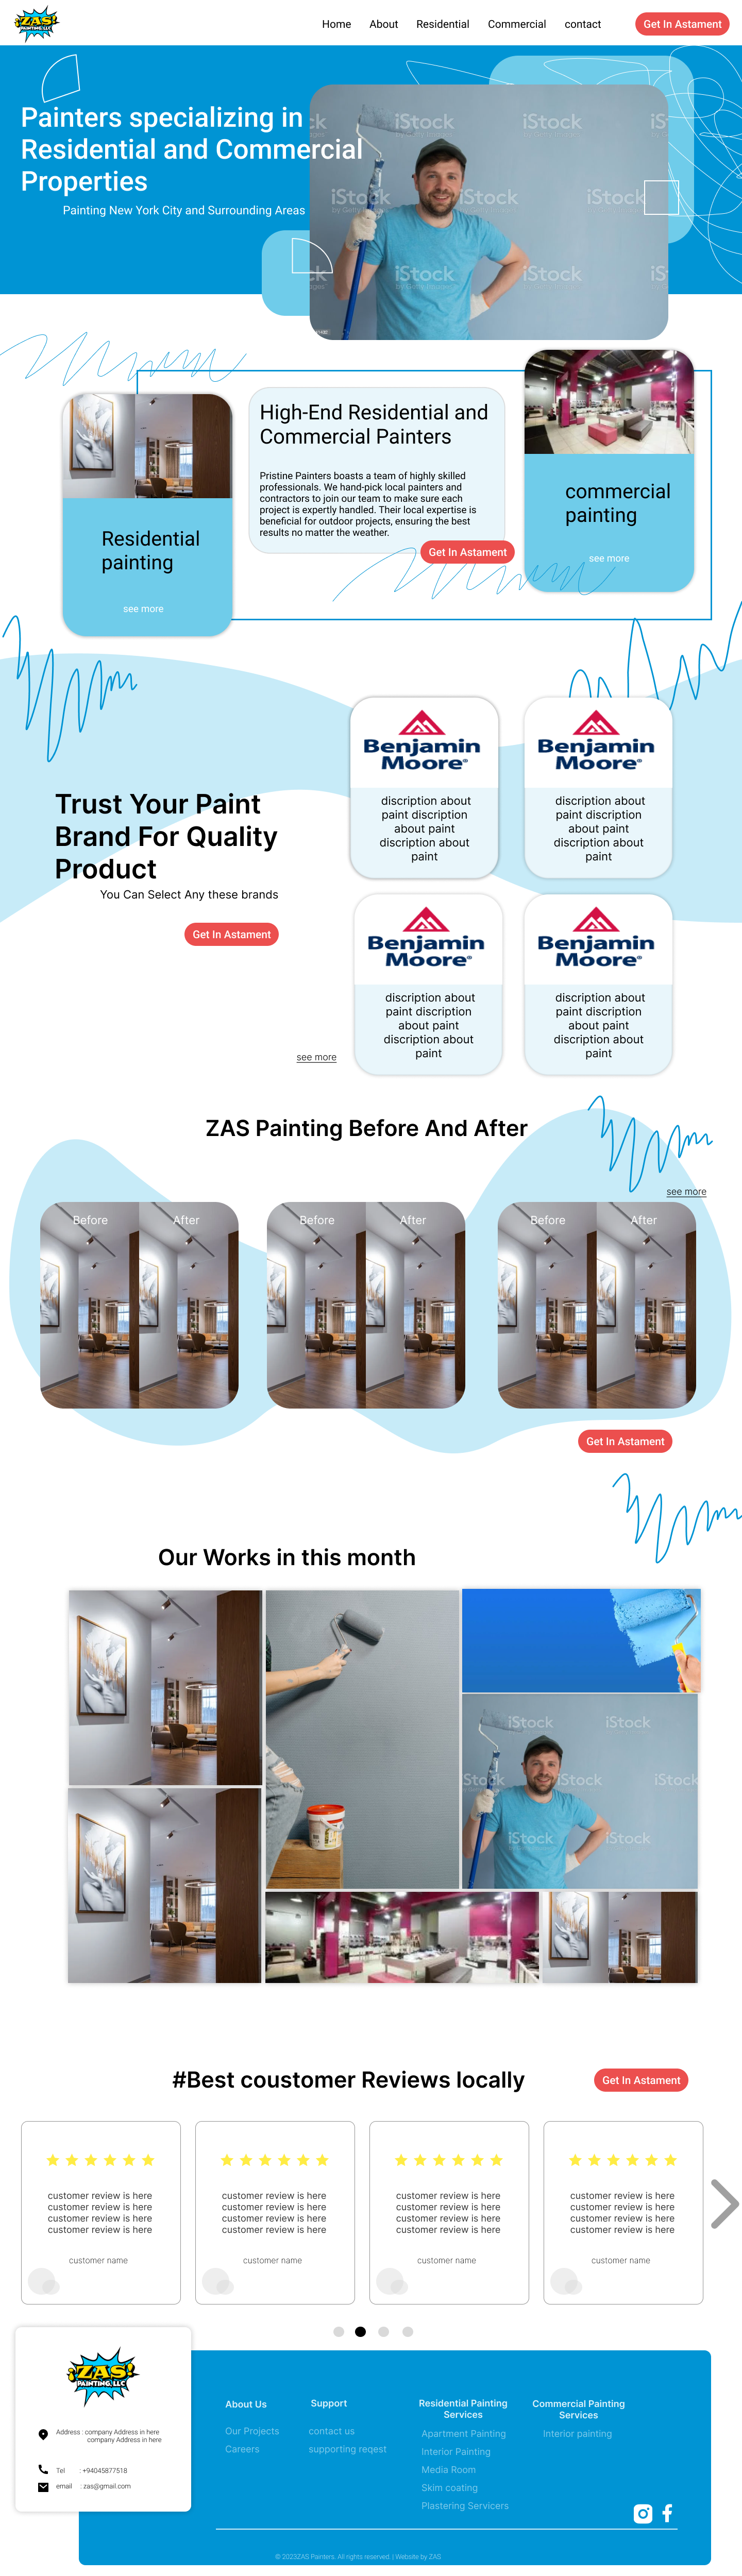 ZAS!
PAINTING, LLC
Home About Residential Commercial contact
Get In Astament
Painters specializing in
Residential and Commercial
Properties
Painting New York City and Surrounding Areas
iStock
by Getty Images
High-End Residential and
Commercial Painters
Pristine Painters boasts a team of highly skilled
professionals. We hand-pick local painters and
contractors to join our team to make sure each
project is expertly handled. Their local expertise is
beneficial for outdoor projects, ensuring the best
results no matter the weather.
Get In Astament
Residential
painting
see more
commercial
painting
see more
Trust Your Paint
Brand For Quality
Product
You Can Select Any these brands
Get In Astament
see more
Benjamin
Moore®
discription about
paint discription
about paint
discription about
paint
Benjamin
Moore®
discription about
paint discription
about paint
discription about
paint
Benjamin
Moore®
discription about
paint discription
about paint
discription about
paint
Benjamin
Moore®
discription about
paint discription
about paint
discription about
paint
ZAS Painting Before And After
see more
Before After
Before After
Before After
Get In Astament
Our Works in this month
iStock
#Best coustomer Reviews locally
Get In Astament
customer review is here
customer review is here
customer review is here
customer review is here
customer name
customer review is here
customer review is here
customer review is here
customer review is here
customer name
customer review is here
customer review is here
customer review is here
customer review is here
customer name
customer review is here
customer review is here
customer review is here
customer review is here
customer name
ZAS!
PAINTING, LLC
Address : company Address in here
company Address in here
Tel : +94045877518
email : zas@gmail.com
About Us
Our Projects
Careers
Support
contact us
supporting reqest
Residential Painting
Services
Apartment Painting
Interior Painting
Media Room
Skim coating
Plastering Servicers
Commercial Painting
Services
Interior painting
© 2023ZAS Painters. All rights reserved. | Website by ZAS